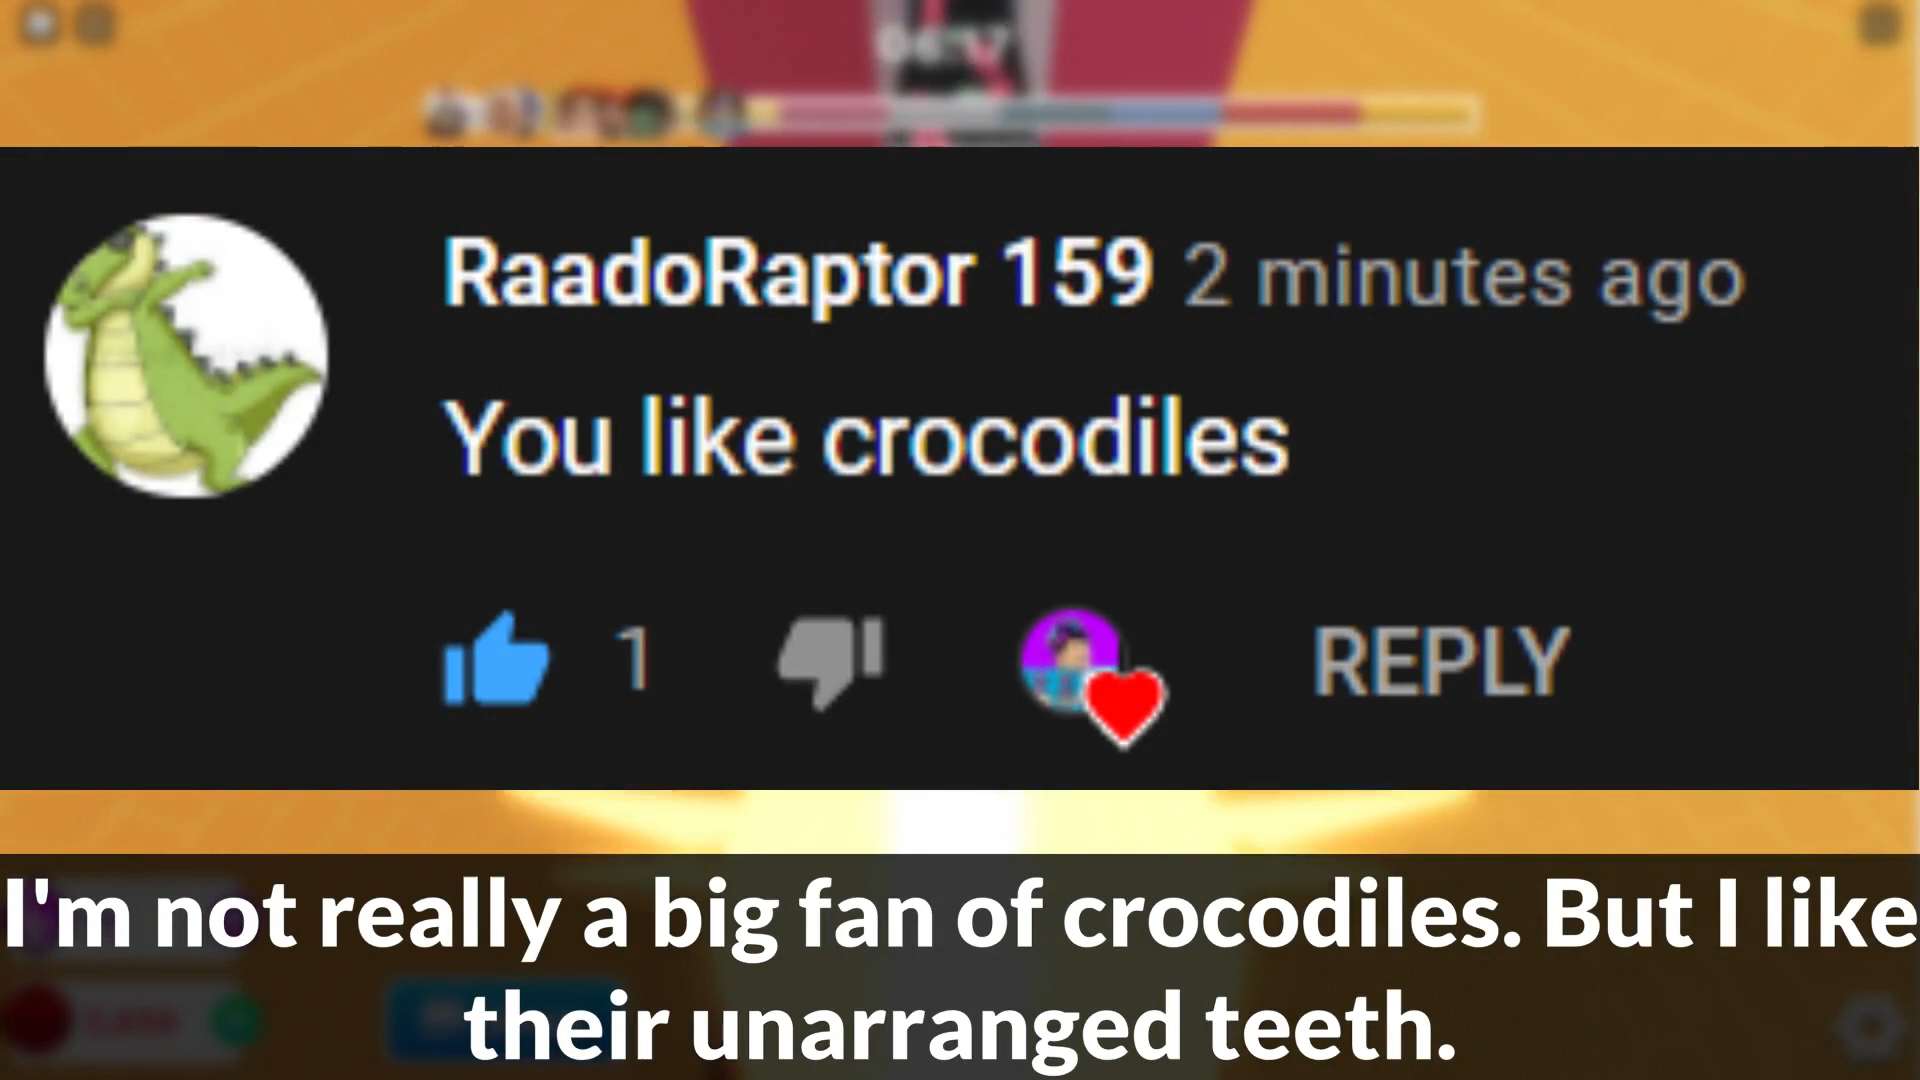 RaadoRaptor 159 2 minutes ago
You like crocodiles
1 REPLY
I'm not really a big fan of crocodiles. But I like
their unarranged teeth.